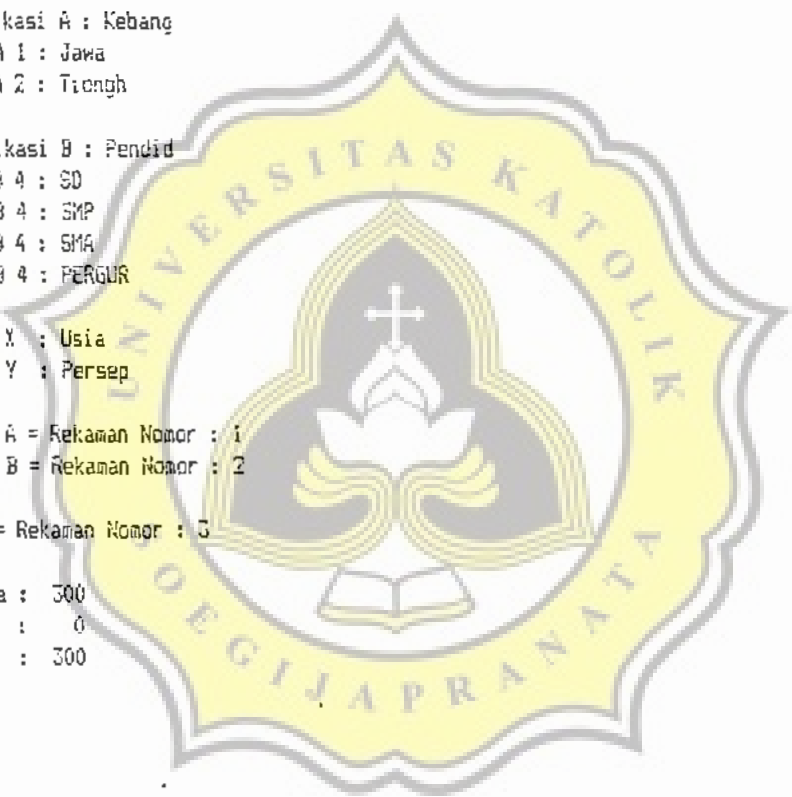 kasi A : Kebang
A 1 : Jawa
A 2 : Tiongh
kasi B : Pendid
B 4 : SD
B 4 : SMP
B 4 : SMA
B 4 : PERGUR
X : Usia
Y : Persep
A = Rekaman Nomor : 1
B = Rekaman Nomor : 2
= Rekaman Nomor : 3
a : 300
: 0
: 300
UNIVERSITAS KATOLIK
SOEGIJAPRANATA